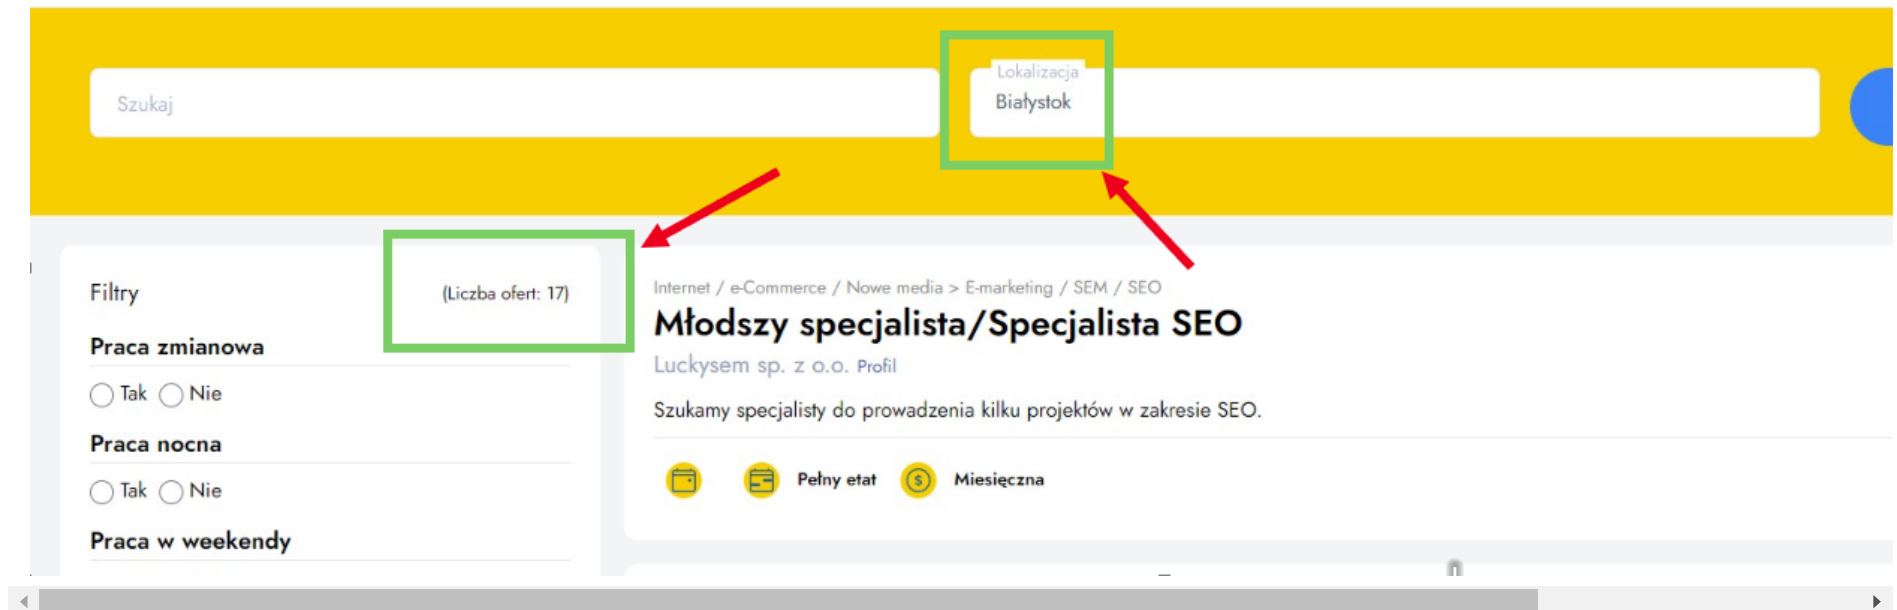 Lokalizacja
Szukaj
Białystok
Filtry
(Liczba ofert: 17)
Praca zmianowa
Tak
Nie
Praca nocna
Tak
Nie
Praca w weekendy
Internet / e-Commerce / Nowe media > E-marketing / SEM / SEO
Młodszy specjalista/Specjalista SEO
Luckysem sp. z o.o. Profil
Szukamy specjalisty do prowadzenia kilku projektów w zakresie SEO.
Pełny etat
Miesięczna